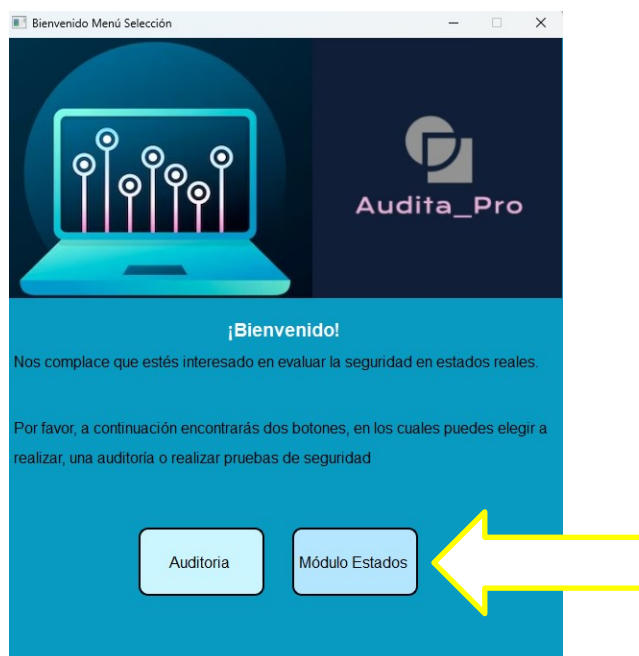 Bienvenido Menú Selección
Audita_Pro
¡Bienvenido!
Nos complace que estés interesado en evaluar la seguridad en estados reales.
Por favor, a continuación encontrarás dos botones, en los cuales puedes elegir a
realizar, una auditoría o realizar pruebas de seguridad
Auditoria
Módulo Estados